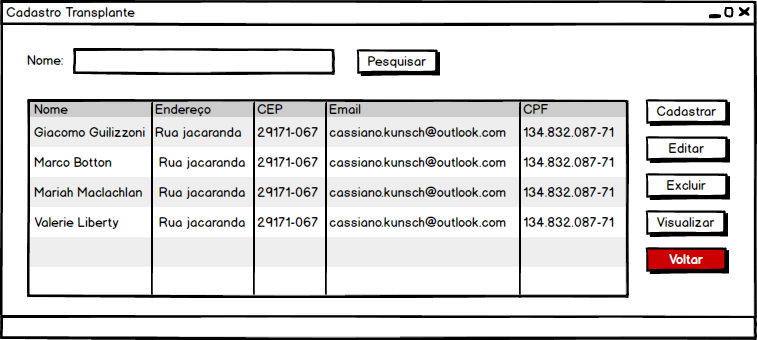 Cadastro Transplante
Nome: Pesquisar
Nome Endereço CEP Email CPF
Giacomo Guilizzoni Rua jacaranda 29171-067 cassiano.kunsch@outlook.com 134.832.087-71
Marco Botton Rua jacaranda 29171-067 cassiano.kunsch@outlook.com 134.832.087-71
Mariah Maclachlan Rua jacaranda 29171-067 cassiano.kunsch@outlook.com 134.832.087-71
Valerie Liberty Rua jacaranda 29171-067 cassiano.kunsch@outlook.com 134.832.087-71
Cadastrar
Editar
Excluir
Visualizar
Voltar